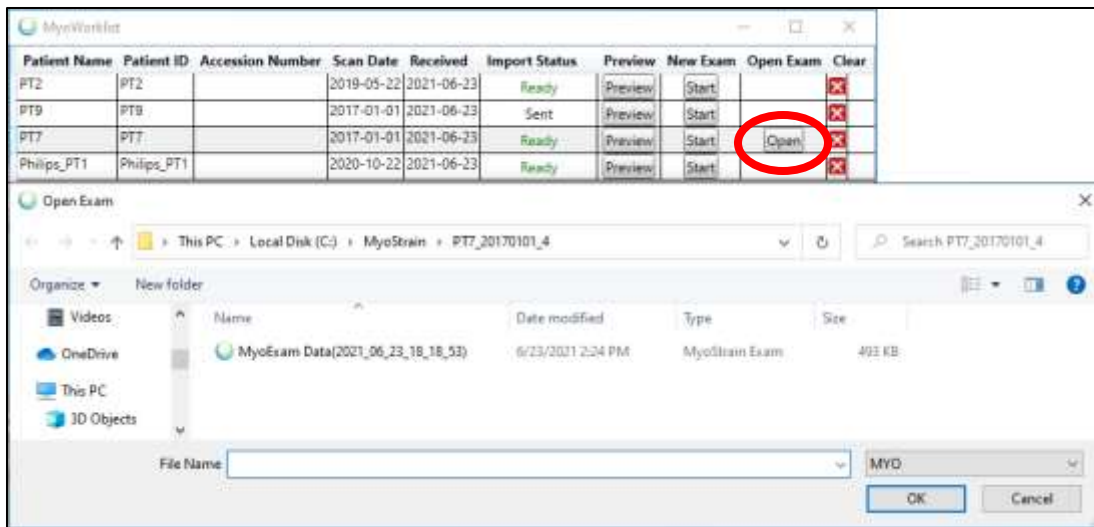 MyoWorklist
Patient Name Patient ID Accession Number Scan Date Received Import Status Preview New Exam Open Exam Clear
PT2 PT2 2019-05-22 2021-06-23 Ready Preview Start
PT9 PT9 2017-01-01 2021-06-23 Sent Preview Start
PT7 PT7 2017-01-01 2021-06-23 Ready Preview Start Open
Philips_PT1 Philips_PT1 2020-10-22 2021-06-23 Ready Preview Start
Open Exam
This PC › Local Disk (C:) › MyoStrain › PT7_20170101_4 Search PT7_20170101_4
Organize New folder
Videos Name Date modified Type Size
OneDrive MyoExam Data(2021_06_23_18_18_53) 6/23/2021 2:24 PM MyoStrain Exam 493 KB
This PC
3D Objects
File Name MYO
OK Cancel